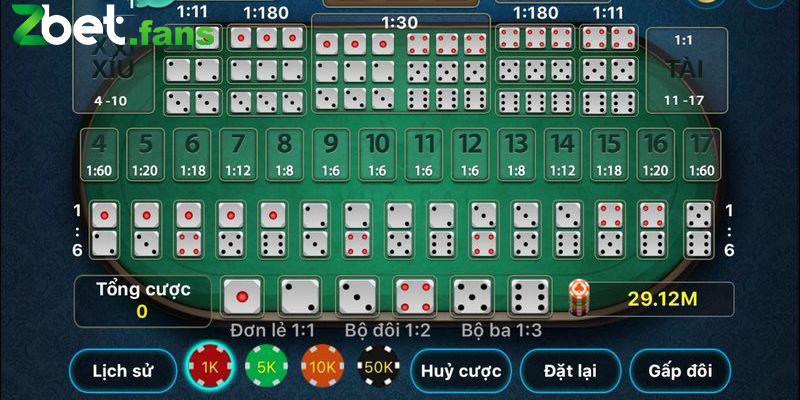 Zbet.fans
1:11 1:180 1:30 1:180 1:11
XỈU 1:1
TÀI
4 -10 11 -17
4 5 6 7 8 9 10 11 12 13 14 15 16 17
1:60 1:20 1:18 1:12 1:8 1:6 1:6 1:6 1:6 1:8 1:12 1:18 1:20 1:60
1:6 1:6
Tổng cược
0
29.12M
Đơn lẻ 1:1 Bộ đôi 1:2 Bộ ba 1:3
Lịch sử 1K 5K 10K 50K Huỷ cược Đặt lại Gấp đôi